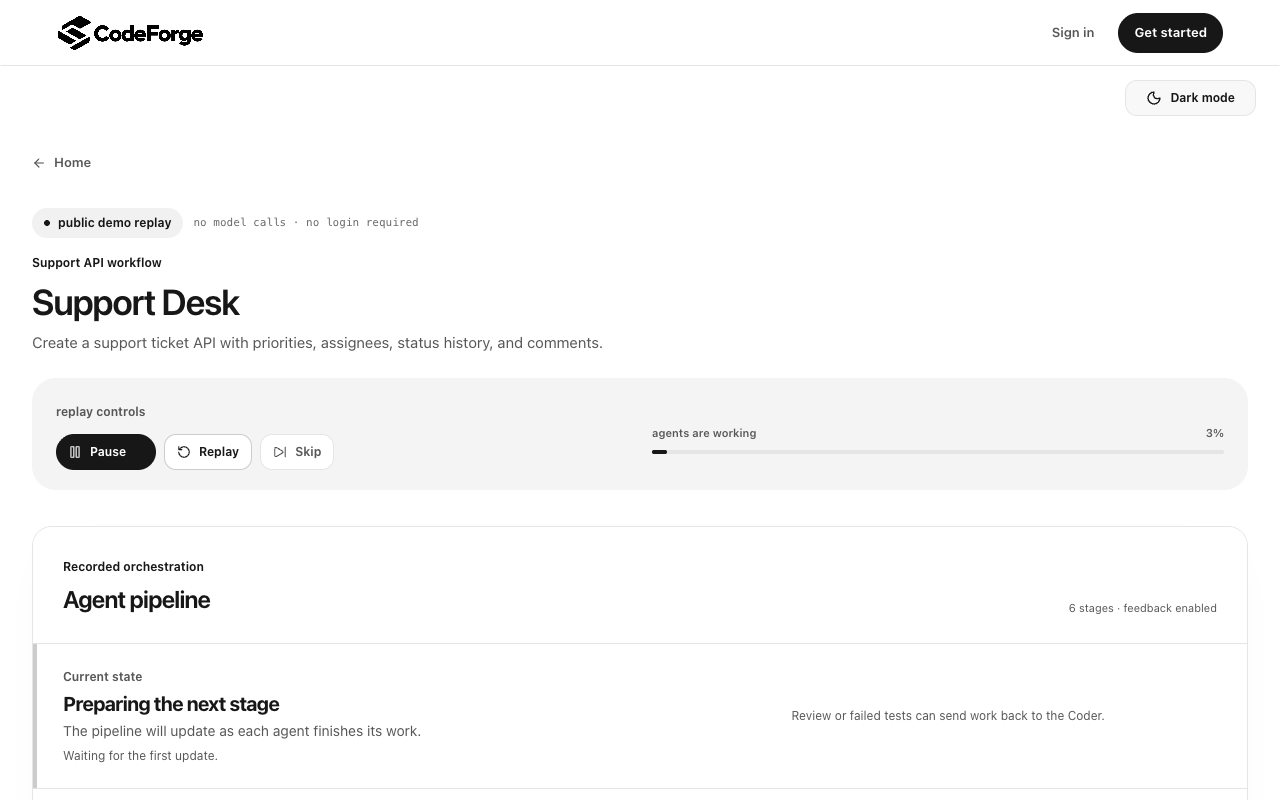 CodeForge
Sign in
Get started
Dark mode
Home
public demo replay
no model calls · no login required
Support API workflow
Support Desk
Create a support ticket API with priorities, assignees, status history, and comments.
replay controls
Pause
Replay
Skip
agents are working
3%
Recorded orchestration
Agent pipeline
6 stages · feedback enabled
Current state
Preparing the next stage
The pipeline will update as each agent finishes its work.
Waiting for the first update.
Review or failed tests can send work back to the Coder.